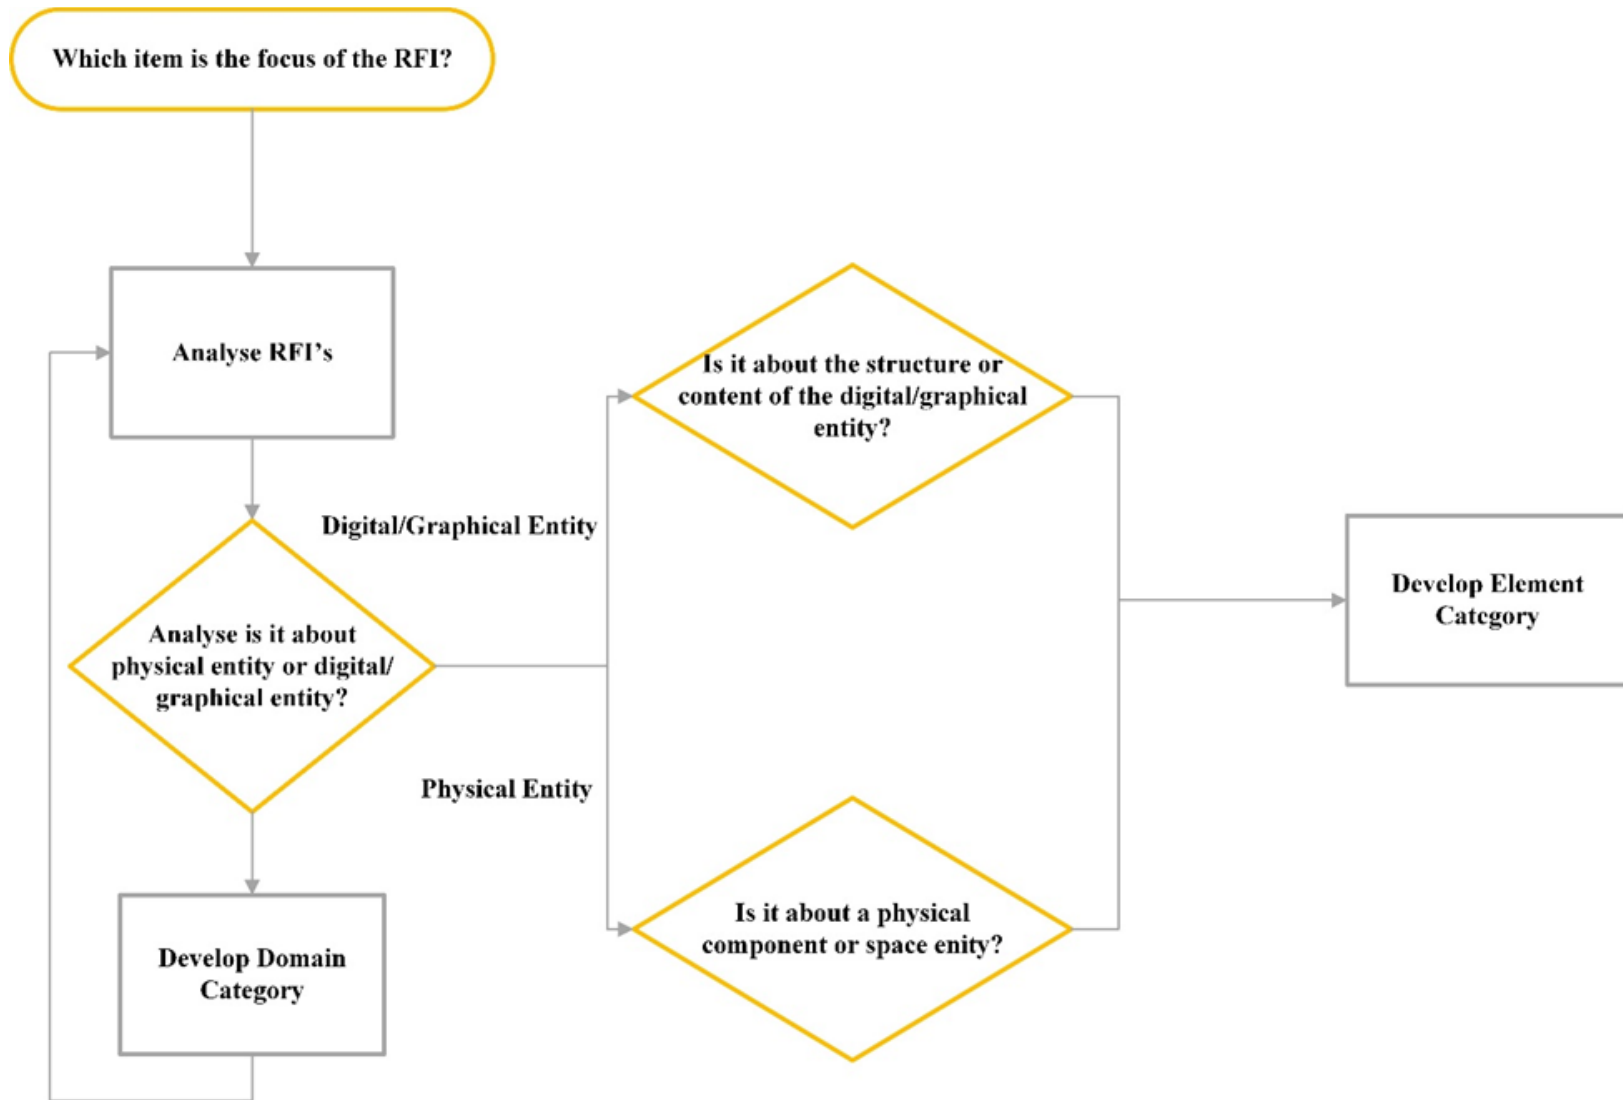 Which item is the focus of the RFI?
Analyse RFI's
Is it about the structure or
content of the digital/graphical
entity?
Digital/Graphical Entity
Analyse is it about
physical entity or digital/
graphical entity?
Develop Element
Category
Physical Entity
Is it about a physical
component or space enity?
Develop Domain
Category